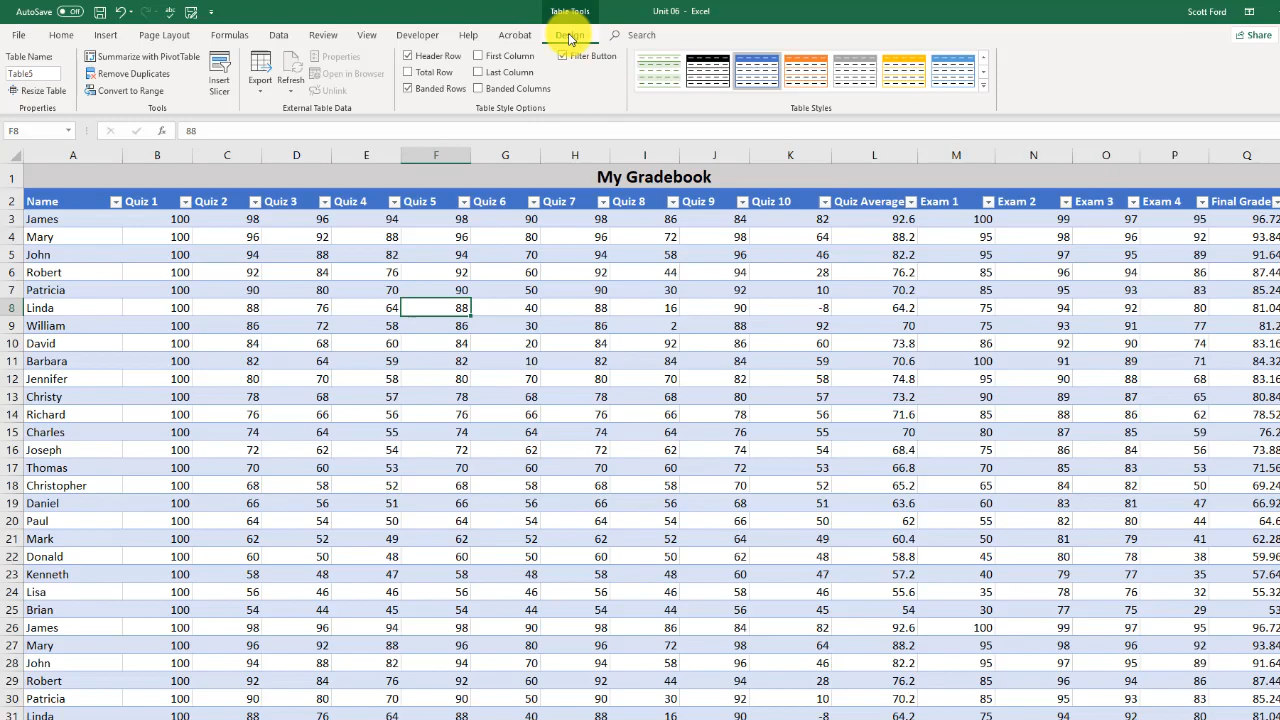 AutoSave Off Table Tools Unit 06 - Excel Scott Ford
File Home Insert Page Layout Formulas Data Review View Developer Help Acrobat Design Search Share
Table Name: Summarize with PivotTable Properties Header Row First Column Filter Button
Table5 Remove Duplicates Insert Slicer Export Refresh Open in Browser Total Row Last Column
Resize Table Convert to Range Unlink Banded Rows Banded Columns
Properties Tools External Table Data Table Style Options Table Styles
F8 88
A B C D E F G H I J K L M N O P Q
1 My Gradebook
2 Name Quiz 1 Quiz 2 Quiz 3 Quiz 4 Quiz 5 Quiz 6 Quiz 7 Quiz 8 Quiz 9 Quiz 10 Quiz Average Exam 1 Exam 2 Exam 3 Exam 4 Final Grade
3 James 100 98 96 94 98 90 98 86 84 82 92.6 100 99 97 95 96.72
4 Mary 100 96 92 88 96 80 96 72 98 64 88.2 95 98 96 92 93.84
5 John 100 94 88 82 94 70 94 58 96 46 82.2 95 97 95 89 91.64
6 Robert 100 92 84 76 92 60 92 44 94 28 76.2 85 96 94 86 87.44
7 Patricia 100 90 80 70 90 50 90 30 92 10 70.2 85 95 93 83 85.24
8 Linda 100 88 76 64 88 40 88 16 90 -8 64.2 75 94 92 80 81.04
9 William 100 86 72 58 86 30 86 2 88 92 70 75 93 91 77 81.2
10 David 100 84 68 60 84 20 84 92 86 60 73.8 86 92 90 74 83.16
11 Barbara 100 82 64 59 82 10 82 84 84 59 70.6 100 91 89 71 84.32
12 Jennifer 100 80 70 58 80 70 80 70 82 58 74.8 95 90 88 68 83.16
13 Christy 100 78 68 57 78 68 78 68 80 57 73.2 90 89 87 65 80.84
14 Richard 100 76 66 56 76 66 76 66 78 56 71.6 85 88 86 62 78.52
15 Charles 100 74 64 55 74 64 74 64 76 55 70 80 87 85 59 76.2
16 Joseph 100 72 62 54 72 62 72 62 74 54 68.4 75 86 84 56 73.88
17 Thomas 100 70 60 53 70 60 70 60 72 53 66.8 70 85 83 53 71.56
18 Christopher 100 68 58 52 68 58 68 58 70 52 65.2 65 84 82 50 69.24
19 Daniel 100 66 56 51 66 56 66 56 68 51 63.6 60 83 81 47 66.92
20 Paul 100 64 54 50 64 54 64 54 66 50 62 55 82 80 44 64.6
21 Mark 100 62 52 49 62 52 62 52 64 49 60.4 50 81 79 41 62.28
22 Donald 100 60 50 48 60 50 60 50 62 48 58.8 45 80 78 38 59.96
23 Kenneth 100 58 48 47 58 48 58 48 60 47 57.2 40 79 77 35 57.64
24 Lisa 100 56 46 46 56 46 56 46 58 46 55.6 35 78 76 32 55.32
25 Brian 100 54 44 45 54 44 54 44 56 45 54 30 77 75 29 53
26 James 100 98 96 94 98 90 98 86 84 82 92.6 100 99 97 95 96.72
27 Mary 100 96 92 88 96 80 96 72 98 64 88.2 95 98 96 92 93.84
28 John 100 94 88 82 94 70 94 58 96 46 82.2 95 97 95 89 91.64
29 Robert 100 92 84 76 92 60 92 44 94 28 76.2 85 96 94 86 87.44
30 Patricia 100 90 80 70 90 50 90 30 92 10 70.2 85 95 93 83 85.24
31 Linda 100 88 76 64 88 40 88 16 90 -8 64.2 75 94 92 80 81.04